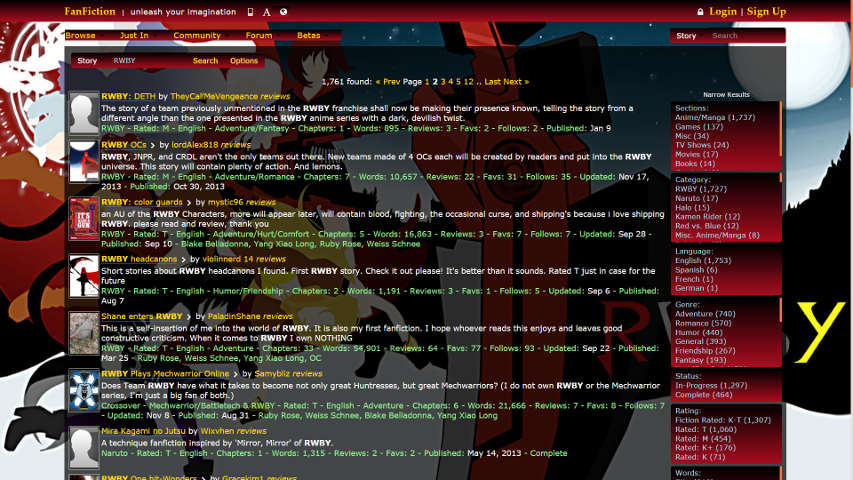 FanFiction | unleash your imagination A
Login | Sign Up
Browse Just In Community Forum Betas
Story Search
Story RWBY Search Options
1,761 found: « Prev Page 1 2 3 4 5 12 .. Last Next »
RWBY: DETH by TheyCallMeVengeance reviews
The story of a team previously unmentioned in the RWBY franchise shall now be making their presence known, telling the story from a
different angle than the one presented in the RWBY anime series with a dark, devilish twist.
RWBY - Rated: M - English - Adventure/Fantasy - Chapters: 1 - Words: 895 - Reviews: 3 - Favs: 2 - Follows: 2 - Published: Jan 9
RWBY OCs by lordAlex818 reviews
RWBY, JNPR, and CRDL aren't the only teams out there. New teams made of 4 OCs each will be created by readers and put into the RWBY
universe. This story will contain plenty of action. And lemons.
RWBY - Rated: M - English - Adventure/Romance - Chapters: 7 - Words: 10,657 - Reviews: 22 - Favs: 31 - Follows: 35 - Updated: Nov 17,
2013 - Published: Oct 30, 2013
RWBY: color guards by mystic96 reviews
an AU of the RWBY Characters, more will appear later, will contain blood, fighting, the occasional curse, and shipping's because i love shipping
RWBY. please read and review, thank you
RWBY - Rated: T - English - Adventure/Hurt/Comfort - Chapters: 5 - Words: 16,863 - Reviews: 3 - Favs: 7 - Follows: 7 - Updated: Sep 28 -
Published: Sep 10 - Blake Belladonna, Yang Xiao Long, Ruby Rose, Weiss Schnee
RWBY headcanons by violinnerd 14 reviews
Short stories about RWBY headcanons I found. First RWBY story. Check it out please! It's better than it sounds. Rated T just in case for the
future
RWBY - Rated: T - English - Humor/Friendship - Chapters: 2 - Words: 1,191 - Reviews: 3 - Favs: 1 - Follows: 5 - Updated: Sep 6 - Published:
Aug 7
Shane enters RWBY by PaladinShane reviews
This is a self-insertion of me into the world of RWBY. It is also my first fanfiction. I hope whoever reads this enjoys and leaves good
constructive criticism. When it comes to RWBY I own NOTHING
RWBY - Rated: T - English - Adventure - Chapters: 33 - Words: 54,901 - Reviews: 64 - Favs: 77 - Follows: 93 - Updated: Sep 22 - Published:
Mar 25 - Ruby Rose, Weiss Schnee, Yang Xiao Long, OC
RWBY Plays Mechwarrior Online by Samybliz reviews
Does Team RWBY have what it takes to become not only great Huntresses, but great Mechwarriors? (I do not own RWBY or the Mechwarrior
series, I'm just a big fan of both.)
Crossover - Mechwarrior/Battletech & RWBY - Rated: T - English - Adventure - Chapters: 6 - Words: 21,666 - Reviews: 7 - Favs: 8 - Follows: 7
- Updated: Nov 8 - Published: Aug 31 - Ruby Rose, Weiss Schnee, Blake Belladonna, Yang Xiao Long
Mira Kagami no Jutsu by Wixvhen reviews
A technique fanfiction inspired by 'Mirror, Mirror' of RWBY.
Naruto - Rated: T - English - Chapters: 1 - Words: 1,315 - Reviews: 2 - Favs: 2 - Published: May 14, 2013 - Complete
RWBY One hit-Wonders by Gracekim1 reviews
Narrow Results
Sections:
Anime/Manga (1,737)
Games (137)
Misc (34)
TV Shows (24)
Movies (17)
Books (14)
Category:
RWBY (1,727)
Naruto (17)
Halo (15)
Kamen Rider (12)
Red vs. Blue (12)
Misc. Anime/Manga (8)
Language:
English (1,753)
Spanish (6)
French (1)
German (1)
Genre:
Adventure (740)
Romance (570)
Humor (440)
General (393)
Friendship (267)
Fantasy (193)
Status:
In-Progress (1,297)
Complete (464)
Rating:
Fiction Rated: K-T (1,307)
Rated: T (1,060)
Rated: M (454)
Rated: K+ (176)
Rated: K (71)
Words:
R
y